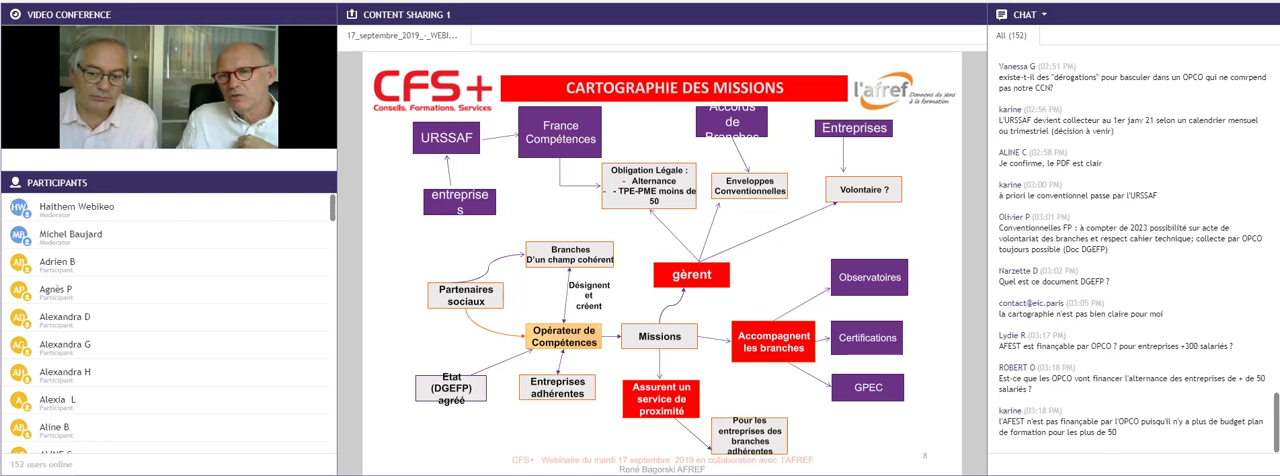 VIDEO CONFERENCE
PARTICIPANTS
HW
Haithem Webikeo
Moderator
MB
Michel Baujard
Moderator
AB
Adrien B
Participant
AP
Agnès P
Participant
AD
Alexandra D
Participant
AG
Alexandra G
Participant
AH
Alexandra H
Participant
A
Alexia L
Participant
AB
Aline B
Participant
152 users online
CONTENT SHARING 1
17_septembre_2019_-_WEBI...
CFS+
Conseils. Formations. Services
CARTOGRAPHIE DES MISSIONS
l'afref
Donnons du sens
à la formation
URSSAF
France
Compétences
Accords
de
Branches
Entreprises
entreprise
s
Obligation Légale :
- Alternance
- - TPE-PME moins de
50
Enveloppes
Conventionnelles
Volontaire ?
Branches
D'un champ cohérent
Partenaires
sociaux
Désignent
et
créent
gèrent
Opérateur de
Compétences
Missions
Accompagnent
les branches
Observatoires
Certifications
GPEC
Etat
(DGEFP)
agréé
Entreprises
adhérentes
Assurent un
service de
proximité
Pour les
entreprises des
branches
adhérentes
CFS+ Webinaire du mardi 17 septembre 2019 en collaboration avec l'AFREF
René Bagorski AFREF
8
CHAT
All (152)
Vanessa G (02:51 PM)
existe-t-il des "dérogations" pour basculer dans un OPCO qui ne comrpend
pas notre CCN?
karine (02:56 PM)
L'URSSAF devient collecteur au 1er janv 21 selon un calendrier mensuel
ou trimestriel (décision à venir)
ALINE C (02:58 PM)
Je confirme, le PDF est clair
karine (03:00 PM)
à priori le conventionnel passe par l'URSSAF
Olivier P (03:01 PM)
Conventionnelles FP : à compter de 2023 possibilité sur acte de
volontariat des branches et respect cahier technique; collecte par OPCO
toujours possible (Doc DGEFP)
Narzette D (03:02 PM)
Quel est ce document DGEFP ?
contact@eic.paris (03:05 PM)
la cartographie n'est pas bien claire pour moi
Lydie R (03:17 PM)
AFEST est finançable par OPCO ? pour entreprises +300 salariés ?
ROBERT O (03:18 PM)
Est-ce que les OPCO vont financer l'alternance des entreprises de + de 50
salariés ?
karine (03:18 PM)
l'AFEST n'est pas finançable par l'OPCO puisqu'il n'y a plus de budget plan
de formation pour les plus de 50